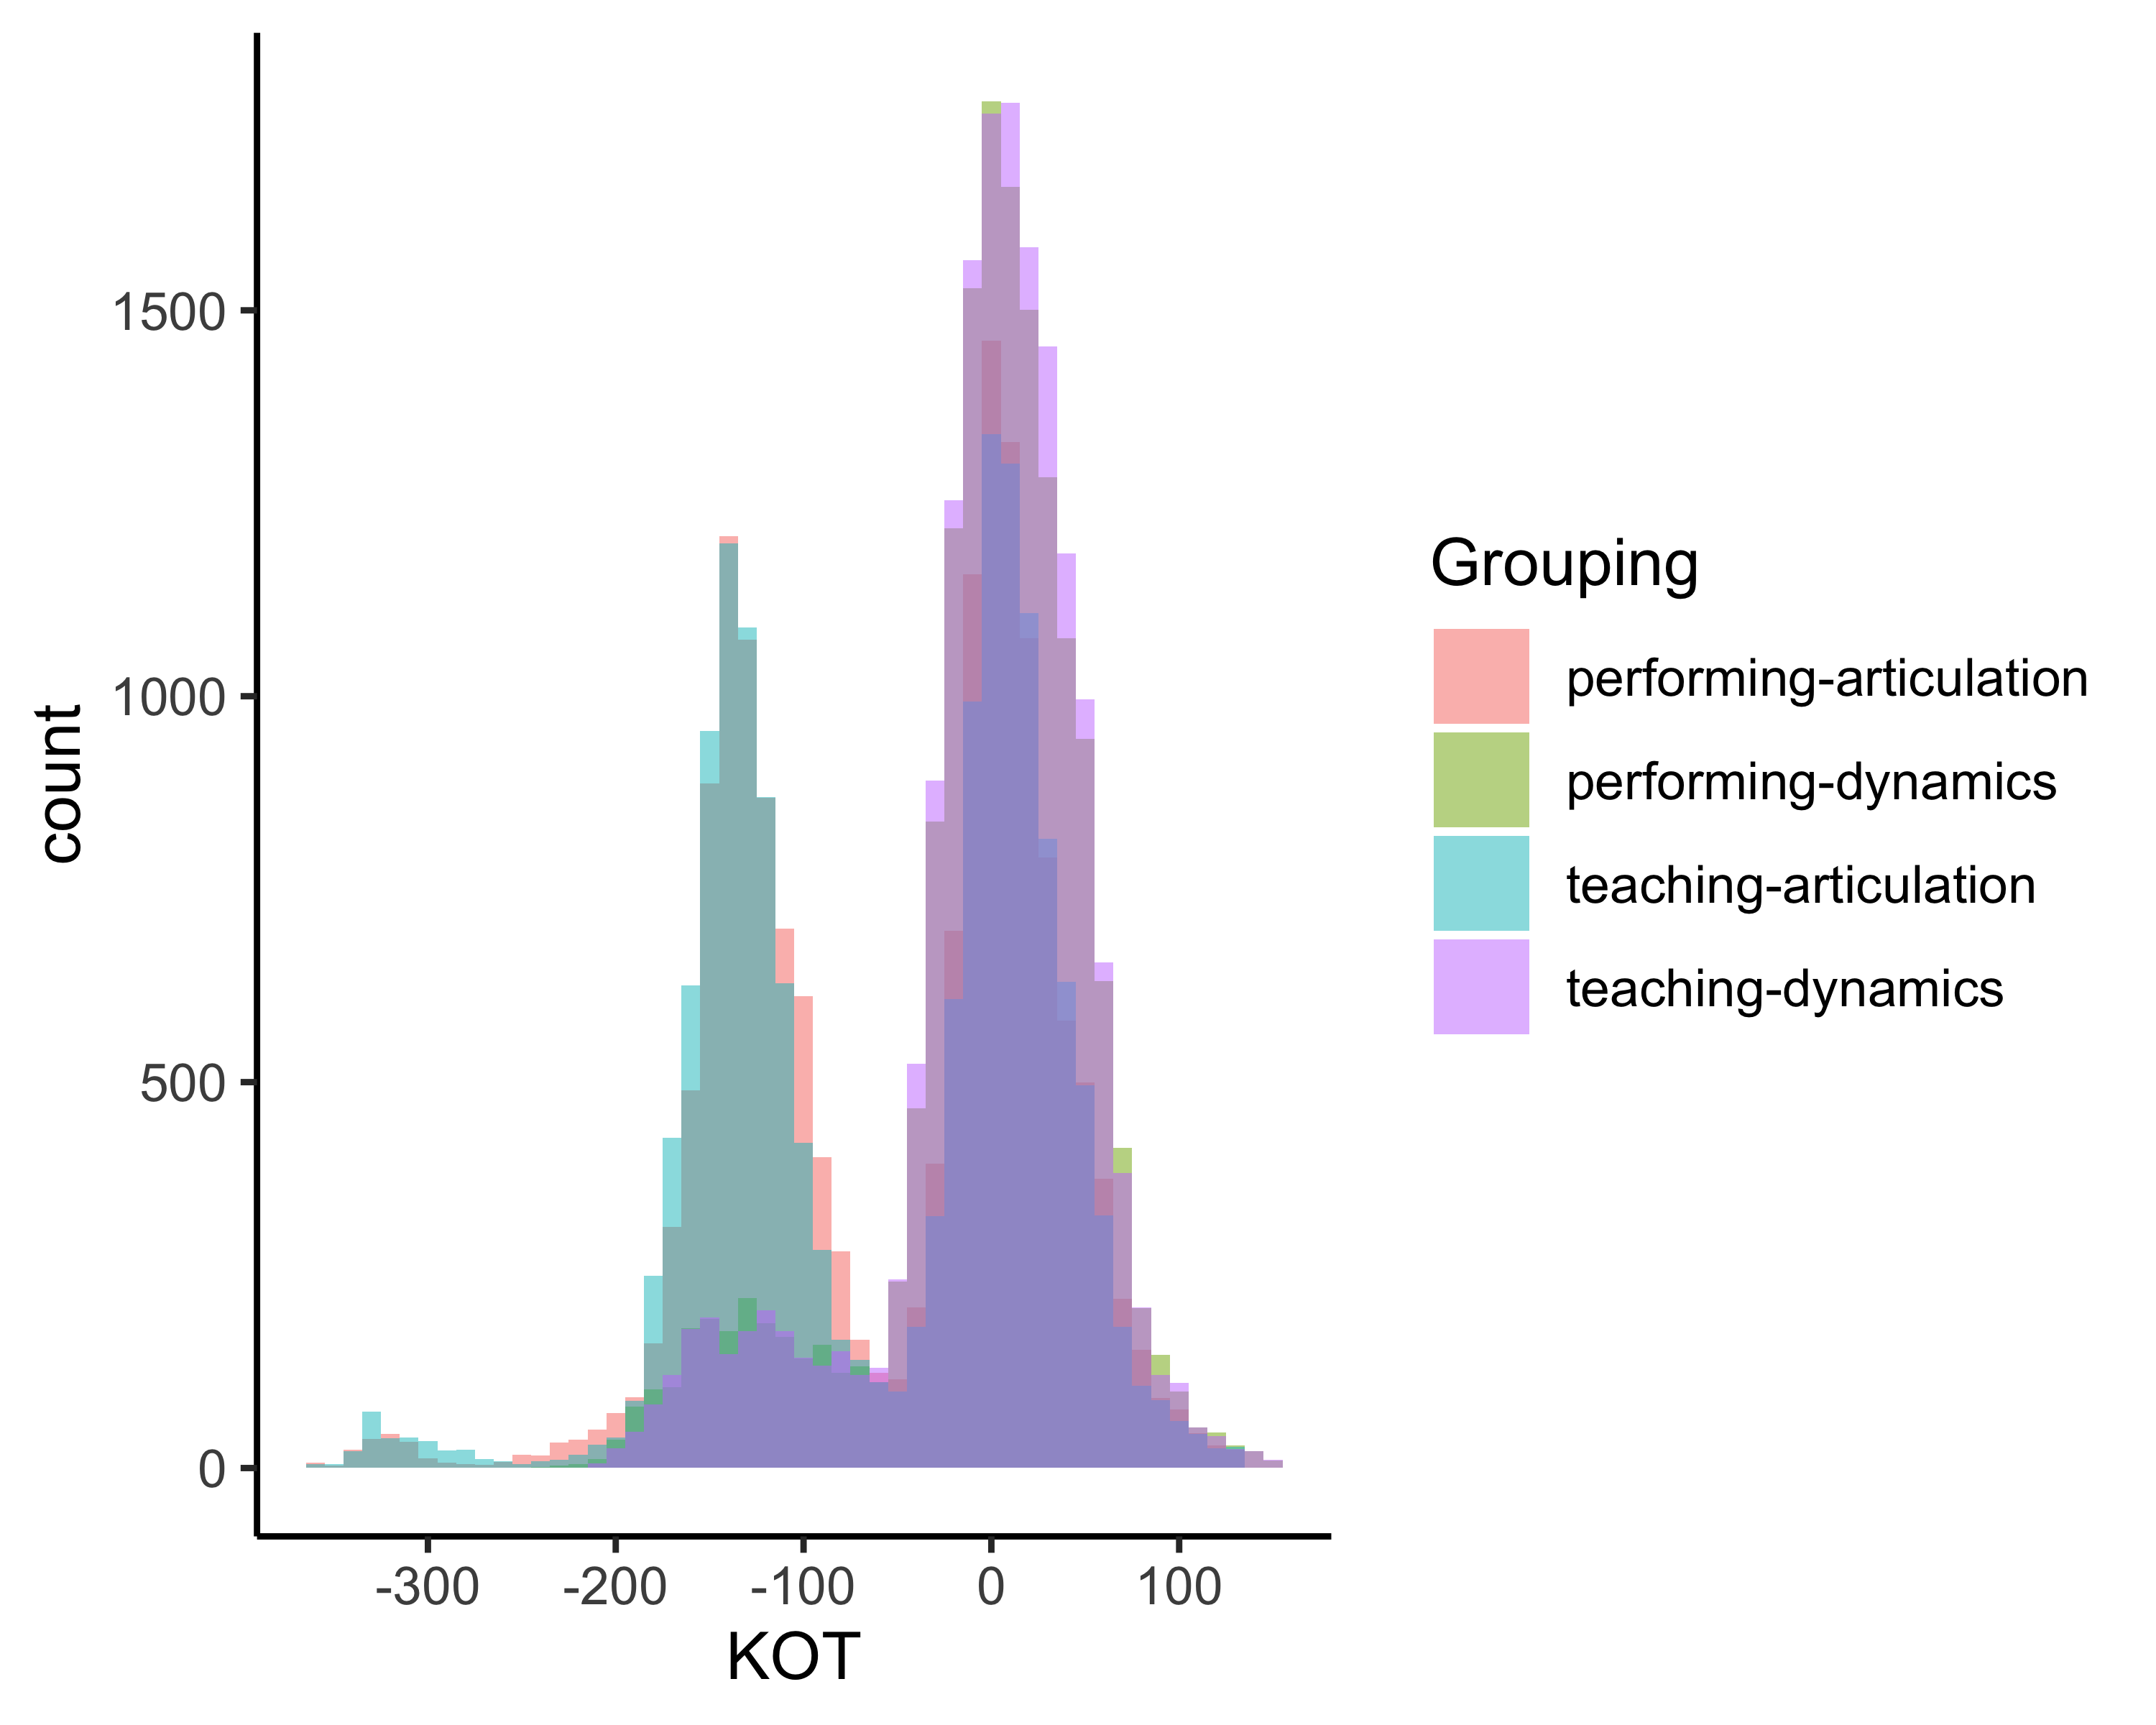 count
1500
1000
500
0
-300
-200
-100
0
100
KOT
Grouping
performing-articulation
performing-dynamics
teaching-articulation
teaching-dynamics